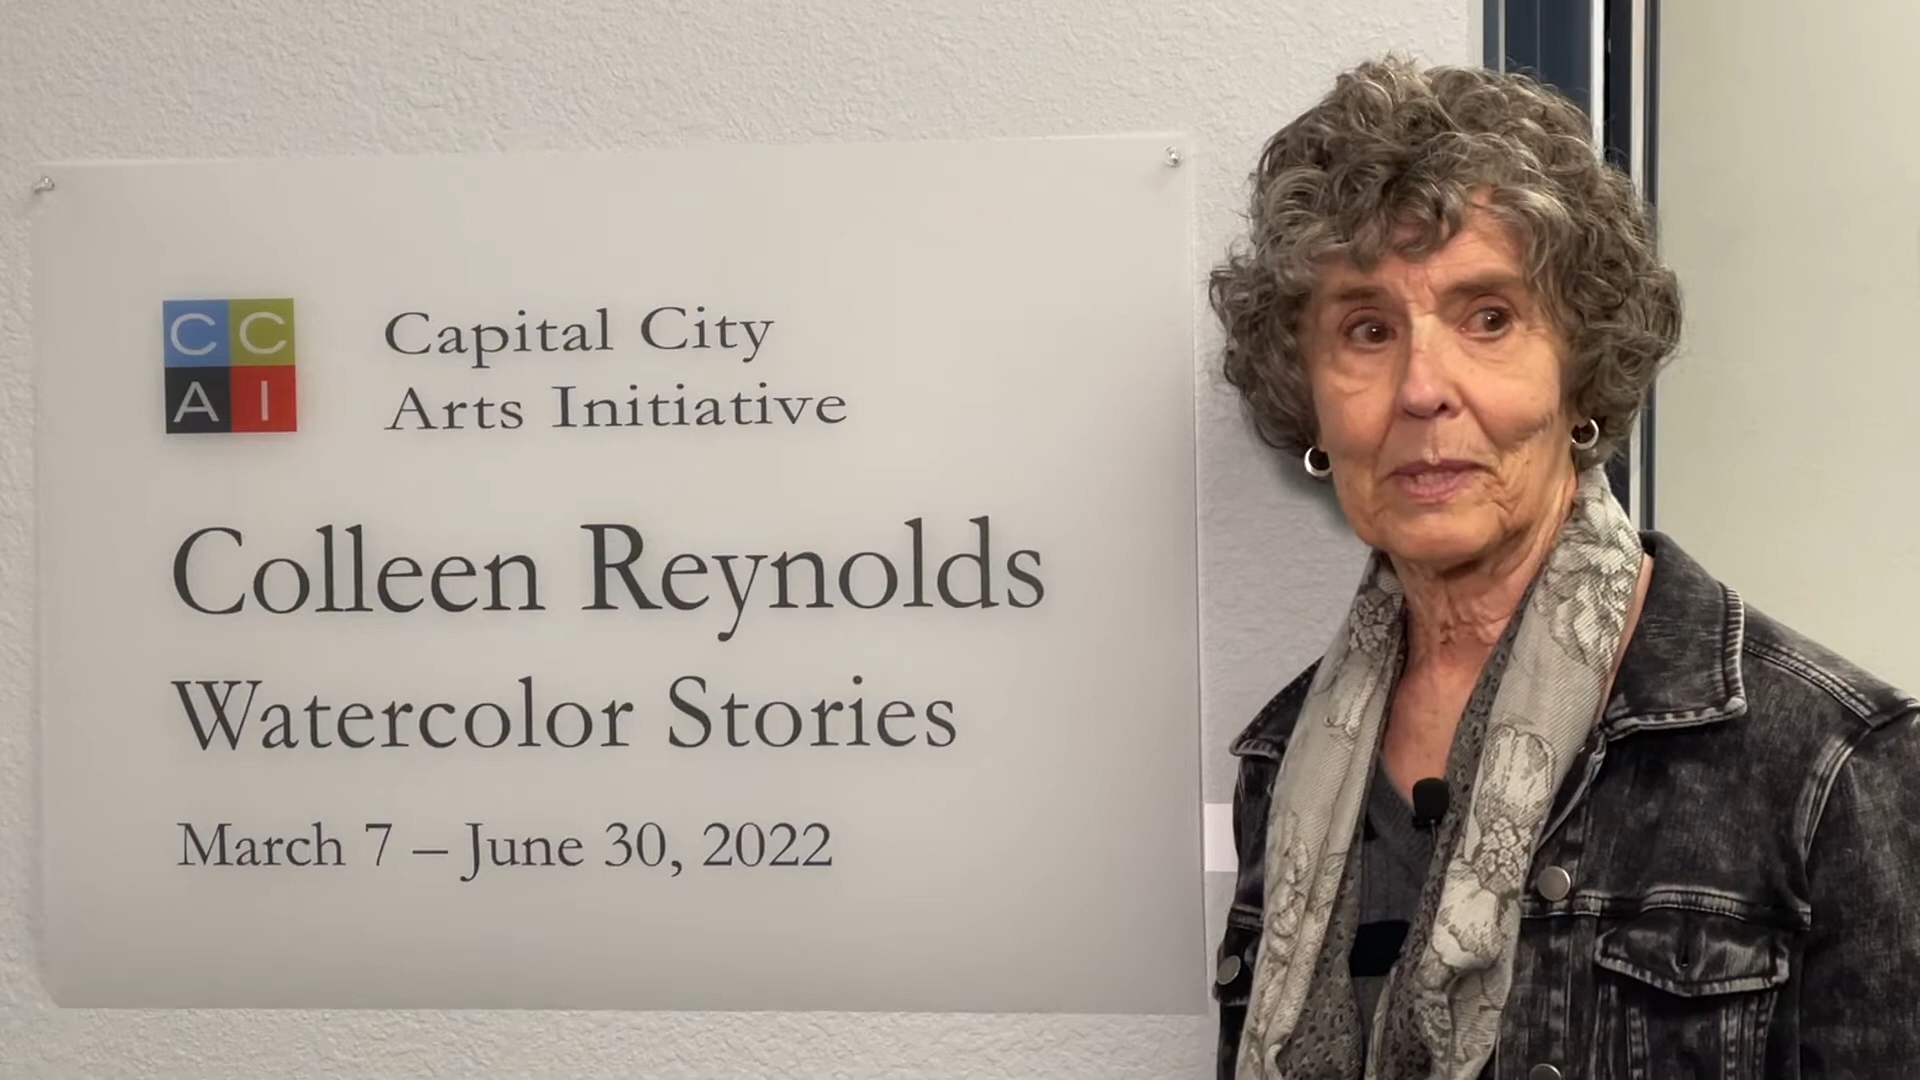 CC
AI
Capital City
Arts Initiative
Colleen Reynolds
Watercolor Stories
March 7 – June 30, 2022